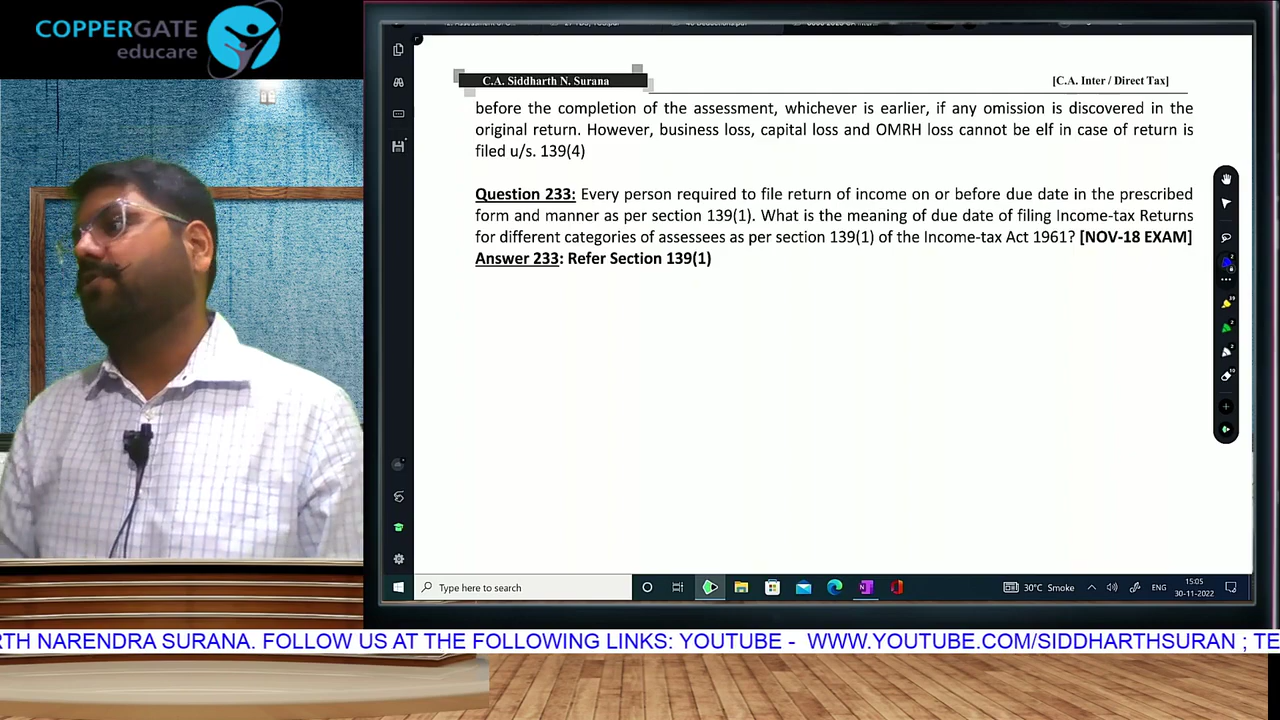 COPPERGATE
educare
C.A. Siddharth N. Surana
[C.A. Inter / Direct Tax]
before the completion of the assessment, whichever is earlier, if any omission is discovered in the
original return. However, business loss, capital loss and OMRH loss cannot be elf in case of return is
filed u/s. 139(4)
Question 233: Every person required to file return of income on or before due date in the prescribed
form and manner as per section 139(1). What is the meaning of due date of filing Income-tax Returns
for different categories of assessees as per section 139(1) of the Income-tax Act 1961? [NOV-18 EXAM]
Answer 233: Refer Section 139(1)
Type here to search
30°C Smoke
ENG
15:05
30-11-2022
RTH NARENDRA SURANA. FOLLOW US AT THE FOLLOWING LINKS: YOUTUBE - WWW.YOUTUBE.COM/SIDDHARTHSURAN ; TE